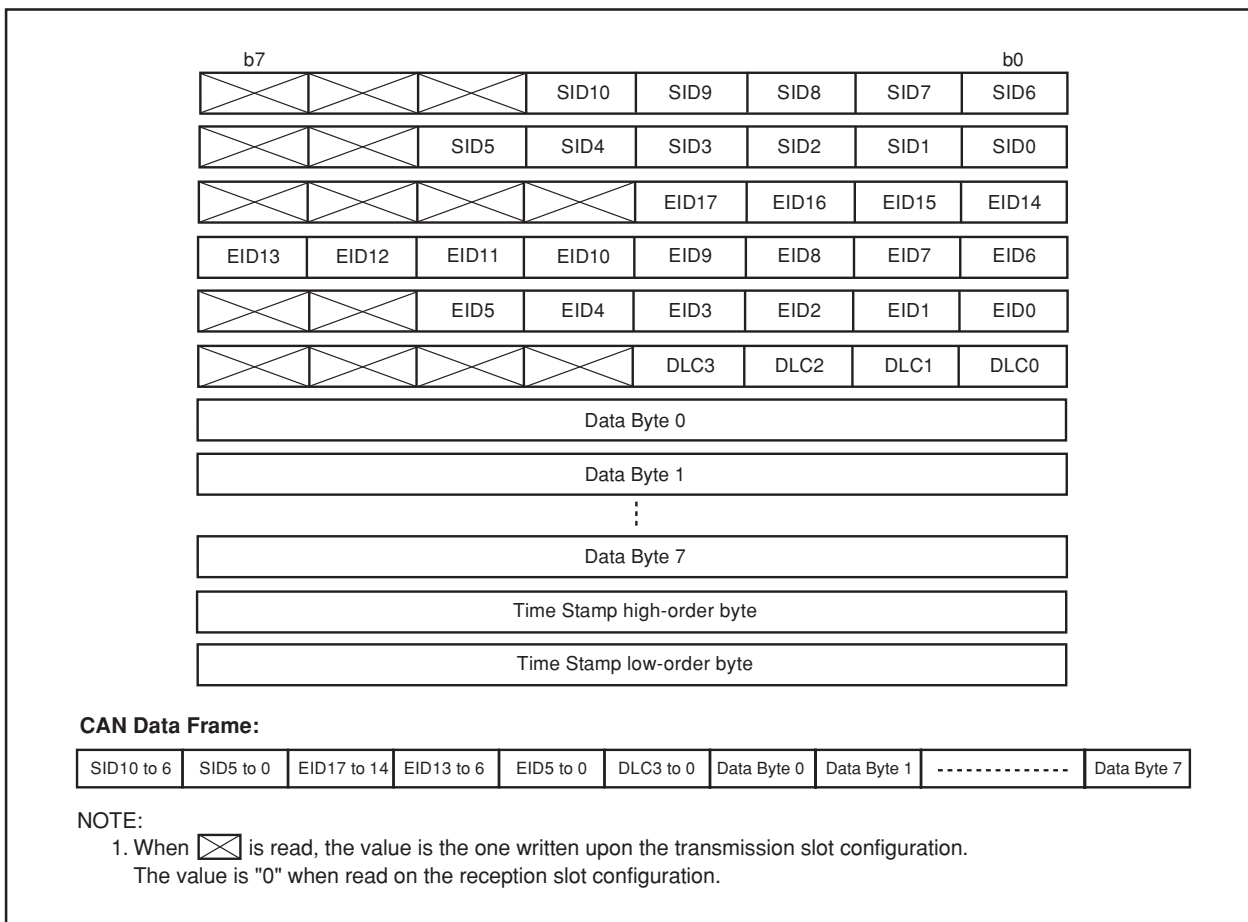 b7 b0
SID10 SID9 SID8 SID7 SID6
SID5 SID4 SID3 SID2 SID1 SID0
EID17 EID16 EID15 EID14
EID13 EID12 EID11 EID10 EID9 EID8 EID7 EID6
EID5 EID4 EID3 EID2 EID1 EID0
DLC3 DLC2 DLC1 DLC0
Data Byte 0
Data Byte 1
Data Byte 7
Time Stamp high-order byte
Time Stamp low-order byte
CAN Data Frame:
SID10 to 6 SID5 to 0 EID17 to 14 EID13 to 6 EID5 to 0 DLC3 to 0 Data Byte 0 Data Byte 1 Data Byte 7
NOTE:
1. When is read, the value is the one written upon the transmission slot configuration.
The value is "0" when read on the reception slot configuration.